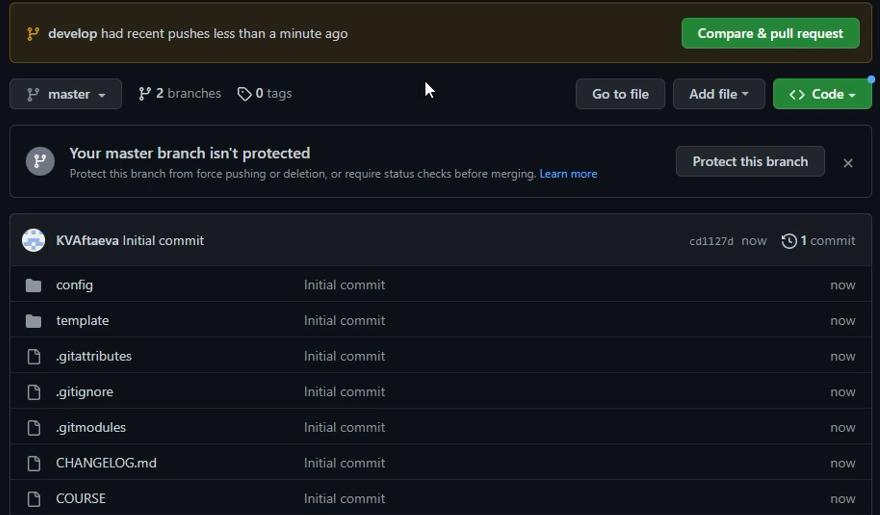 develop had recent pushes less than a minute ago Compare & pull request
master 2 branches 0 tags Go to file Add file Code
Your master branch isn't protected
Protect this branch from force pushing or deletion, or require status checks before merging. Learn more Protect this branch
KVAftaeva Initial commit cd1127d now 1 commit
config Initial commit now
template Initial commit now
.gitattributes Initial commit now
.gitignore Initial commit now
.gitmodules Initial commit now
CHANGELOG.md Initial commit now
COURSE Initial commit now